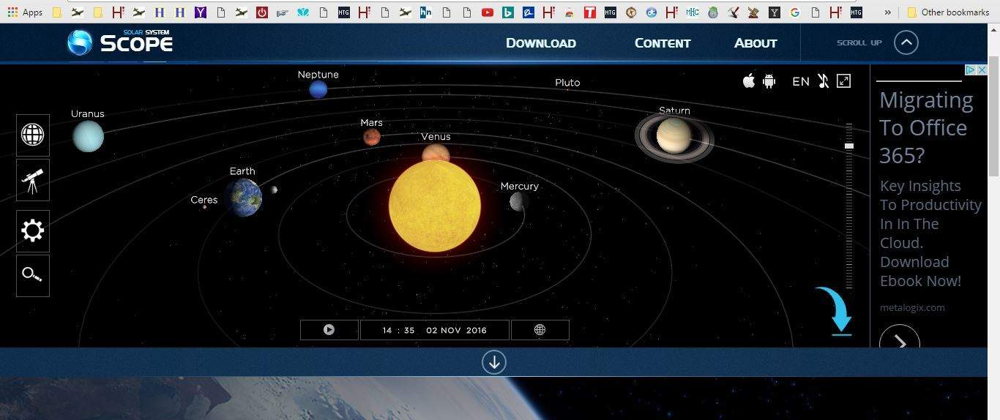 Apps
Other bookmarks
SOLAR SYSTEM
SCOPE
DOWNLOAD
CONTENT
ABOUT
SCROLL UP
Neptune
Pluto
EN
Uranus
Saturn
Mars
Venus
Earth
Mercury
Ceres
14 : 35 02 NOV 2016
Migrating
To Office
365?
Key Insights
To Productivity
In In The
Cloud.
Download
Ebook Now!
metalogix.com